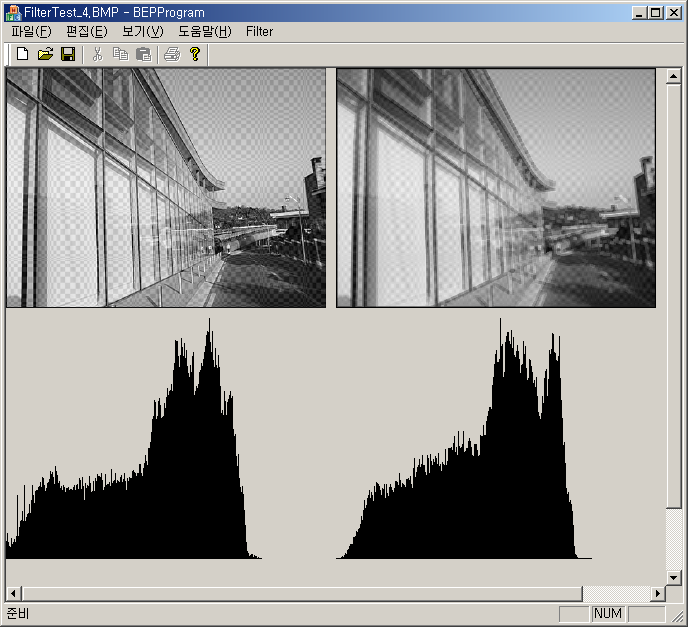 FilterTest_4.BMP - BEPProgram
파일(F) 편집(E) 보기(V) 도움말(H) Filter
준비
NUM